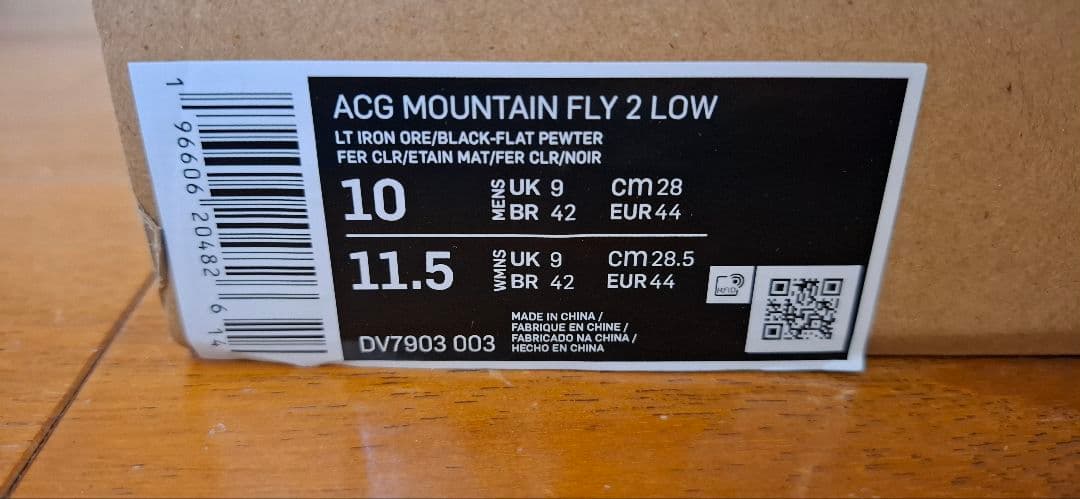 ACG MOUNTAIN FLY 2 LOW
LT IRON ORE/BLACK-FLAT PEWTER
FER CLR/ETAIN MAT/FER CLR/NOIR
10 MENS UK 9 cm 28
BR 42 EUR 44
11.5 WMNS UK 9 cm 28.5
BR 42 EUR 44
RFID
DV7903 003
MADE IN CHINA /
FABRIQUE EN CHINE /
FABRICADO NA CHINA /
HECHO EN CHINA
1 96606 20482 6 14